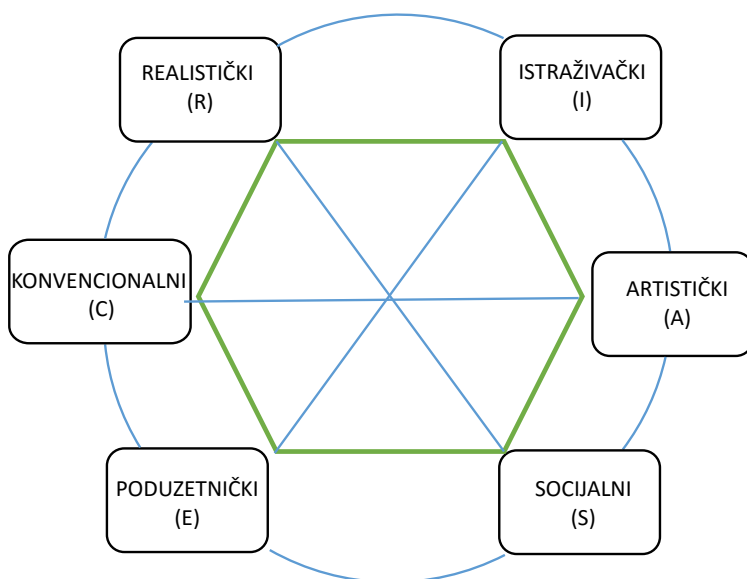 REALISTIČKI
(R)
ISTRAŽIVAČKI
(I)
KONVENCIONALNI
(C)
ARTISTIČKI
(A)
PODUZETNIČKI
(E)
SOCIJALNI
(S)